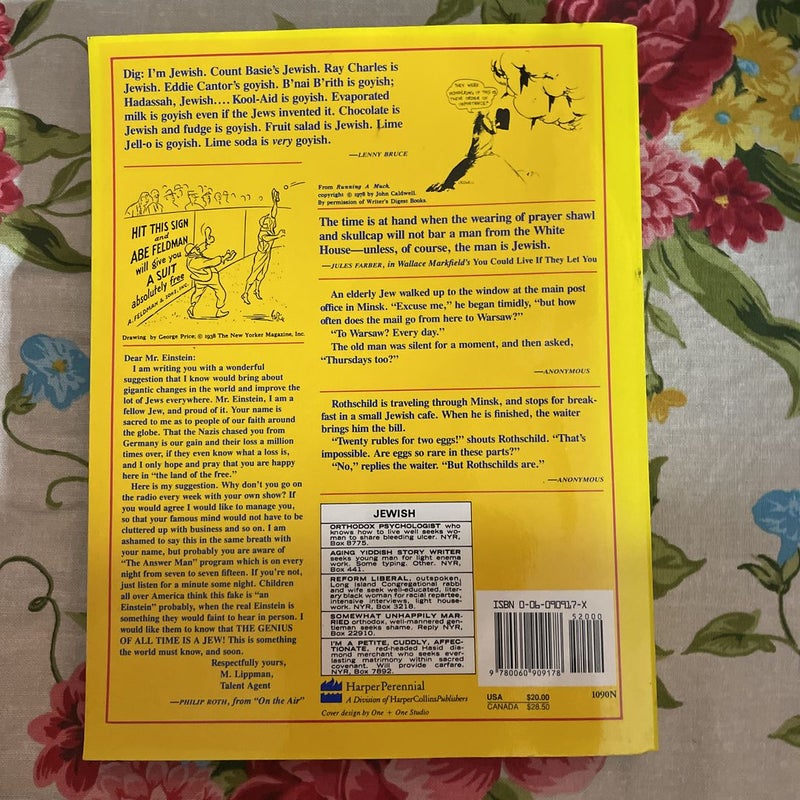 Dig: I'm Jewish. Count Basie's Jewish. Ray Charles is
Jewish. Eddie Cantor's goyish. B'nai B'rith is goyish;
Hadassah, Jewish.... Kool-Aid is goyish. Evaporated
milk is goyish even if the Jews invented it. Chocolate is
Jewish and fudge is goyish. Fruit salad is Jewish. Lime
Jell-o is goyish. Lime soda is very goyish.
—LENNY BRUCE
HIT THIS SIGN
and
ABE FELDMAN
will give you
A SUIT
absolutely free
A. FELDMAN & SONS, INC.
Drawing by George Price; © 1938 The New Yorker Magazine, Inc.
Dear Mr. Einstein:
I am writing you with a wonderful
suggestion that I know would bring about
gigantic changes in the world and improve the
lot of Jews everywhere. Mr. Einstein, I am a
fellow Jew, and proud of it. Your name is
sacred to me as to people of our faith around
the globe. That the Nazis chased you from
Germany is our gain and their loss a million
times over, if they even know what a loss is,
and I only hope and pray that you are happy
here in "the land of the free."
Here is my suggestion. Why don't you go on
the radio every week with your own show? If
you would agree I would like to manage you,
so that your famous mind would not have to be
cluttered up with business and so on. I am
ashamed to say this in the same breath with
your name, but probably you are aware of
"The Answer Man" program which is on every
night from seven to seven fifteen. If you're not,
just listen for a minute some night. Children
all over America think this fake is "an
Einstein" probably, when the real Einstein is
something they would faint to hear in person. I
would like them to know that THE GENIUS
OF ALL TIME IS A JEW! This is something
the world must know, and soon.
Respectfully yours,
M. Lippman,
Talent Agent
—PHILIP ROTH, from "On the Air"
THEY WERE
WONDERING IF THIS IS
THESE ORDER OF
IMPORTANCE"
From Running A Muck,
copyright © 1978 by John Caldwell.
By permission of Writer's Digest Books.
The time is at hand when the wearing of prayer shawl
and skullcap will not bar a man from the White
House—unless, of course, the man is Jewish.
—JULES FARBER, in Wallace Markfield's You Could Live If They Let You
An elderly Jew walked up to the window at the main post
office in Minsk. "Excuse me," he began timidly, "but how
often does the mail go from here to Warsaw?"
"To Warsaw? Every day."
The old man was silent for a moment, and then asked,
"Thursdays too?"
—ANONYMOUS
Rothschild is traveling through Minsk, and stops for break-
fast in a small Jewish cafe. When he is finished, the waiter
brings him the bill.
"Twenty rubles for two eggs!" shouts Rothschild. "That's
impossible. Are eggs so rare in these parts?"
"No," replies the waiter. "But Rothschilds are."
—ANONYMOUS
JEWISH
ORTHODOX PSYCHOLOGIST who
knows how to live well seeks wo-
man to share bleeding ulcer. NYR,
Box 8775.
AGING YIDDISH STORY WRITER
seeks young man for light enema
work. Some typing. Other. NYR,
Box 441.
REFORM LIBERAL, outspoken,
Long Island Congregational rabbi
and wife seek well-educated, liter-
ary black woman for racial repartee,
intensive interviews, light house-
work. NYR, Box 3218.
SOMEWHAT UNHAPPILY MAR-
RIED orthodox, well-mannered gen-
tleman seeks shame. Reply NYR,
Box 22910.
I'M A PETITE, CUDDLY, AFFEC-
TIONATE, red-headed Hasid dia-
mond merchant who seeks ever-
lasting matrimony within sacred
covenant. Will provide carfare.
NYR, Box 7892.
HarperPerennial
A Division of HarperCollinsPublishers
Cover design by One + One Studio
ISBN 0-06-090917-X
52000
9 780060 909178
USA $20.00
CANADA $28.50
1090N